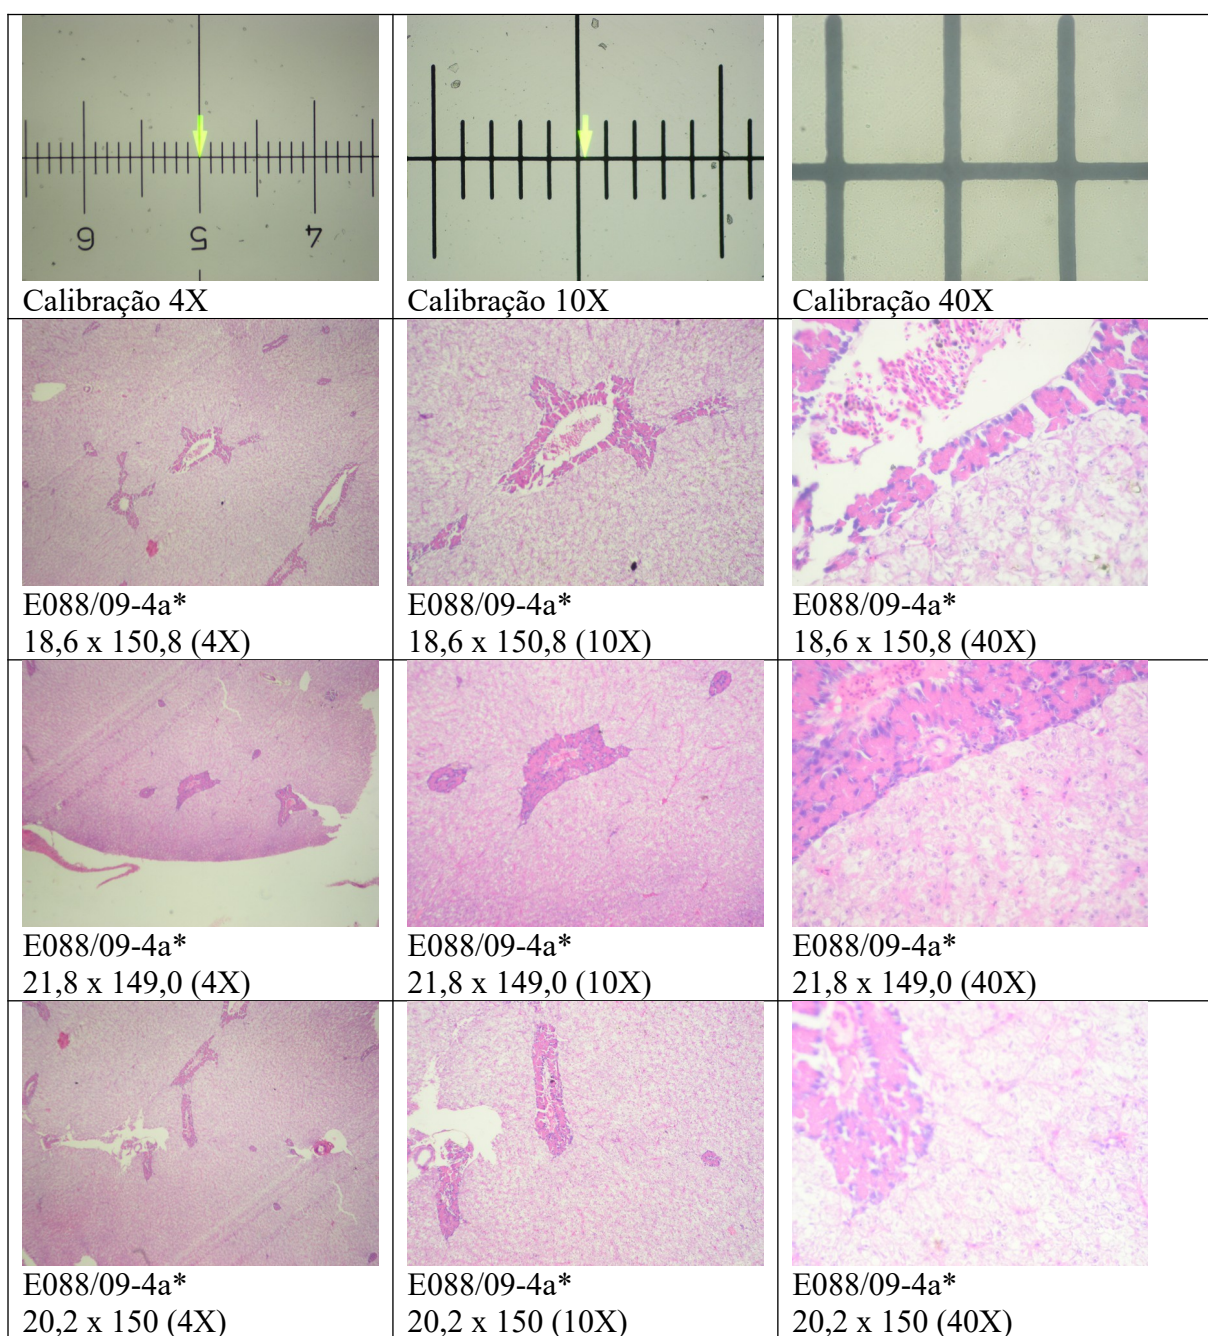 6 5 4
Calibração 4X
Calibração 10X
Calibração 40X
E088/09-4a*
18,6 x 150,8 (4X)
E088/09-4a*
18,6 x 150,8 (10X)
E088/09-4a*
18,6 x 150,8 (40X)
E088/09-4a*
21,8 x 149,0 (4X)
E088/09-4a*
21,8 x 149,0 (10X)
E088/09-4a*
21,8 x 149,0 (40X)
E088/09-4a*
20,2 x 150 (4X)
E088/09-4a*
20,2 x 150 (10X)
E088/09-4a*
20,2 x 150 (40X)